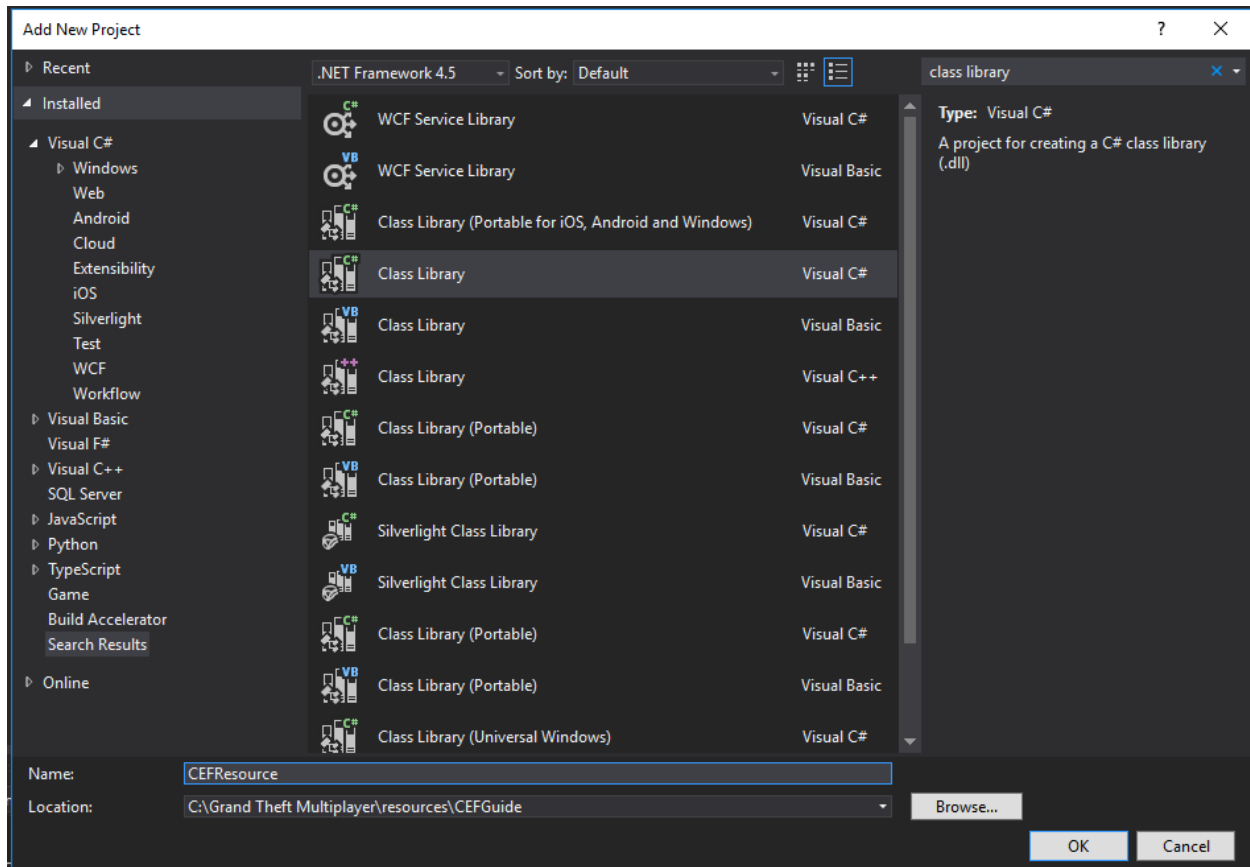 Add New Project
?
Recent
Installed
Visual C#
Windows
Web
Android
Cloud
Extensibility
iOS
Silverlight
Test
WCF
Workflow
Visual Basic
Visual F#
Visual C++
SQL Server
JavaScript
Python
TypeScript
Game
Build Accelerator
Search Results
Online
.NET Framework 4.5 Sort by: Default
C# WCF Service Library Visual C#
VB WCF Service Library Visual Basic
C# Class Library (Portable for iOS, Android and Windows) Visual C#
C# Class Library Visual C#
VB Class Library Visual Basic
++ Class Library Visual C++
C# Class Library (Portable) Visual C#
VB Class Library (Portable) Visual Basic
C# Silverlight Class Library Visual C#
VB Silverlight Class Library Visual Basic
C# Class Library (Portable) Visual C#
VB Class Library (Portable) Visual Basic
C# Class Library (Universal Windows) Visual C#
class library
Type: Visual C#
A project for creating a C# class library
(.dll)
Name: CEFResource
Location: C:\Grand Theft Multiplayer\resources\CEFGuide Browse...
OK Cancel